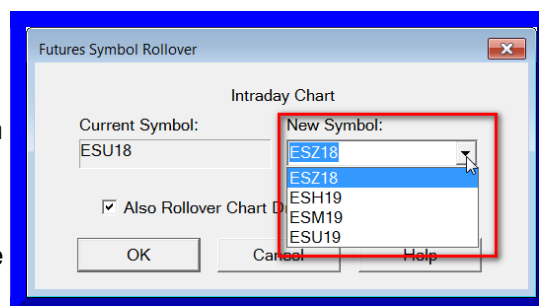 Futures Symbol Rollover
Intraday Chart
Current Symbol: New Symbol:
ESU18 ESZ18
ESZ18
ESH19
ESM19
ESU19
Also Rollover Chart
OK Cancel Help